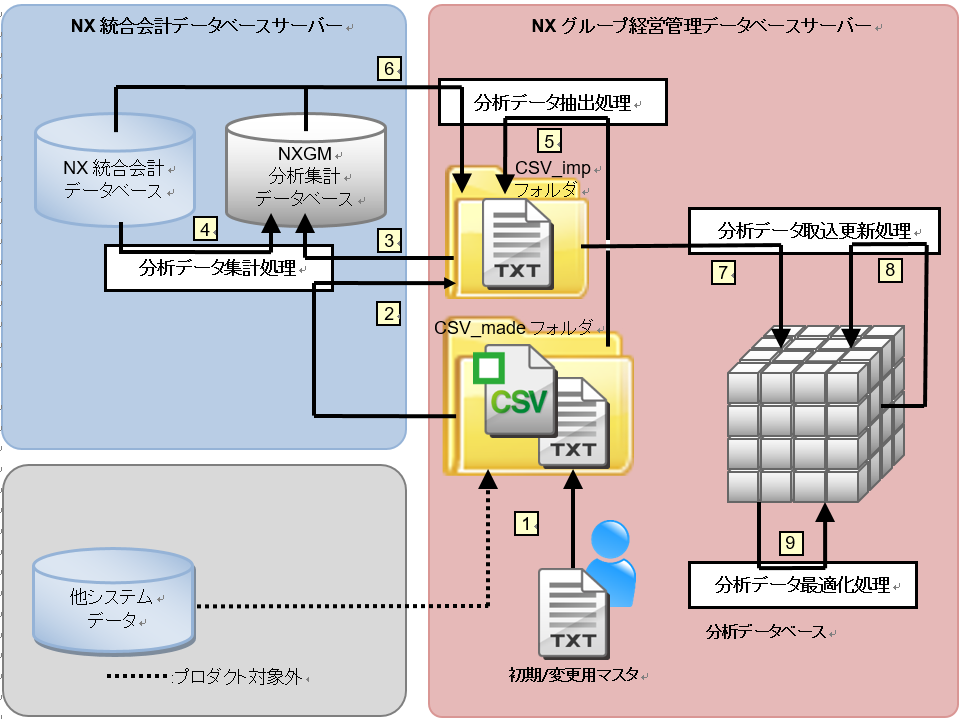 NX 統合会計データベースサーバー
NX グループ経営管理データベースサーバー
6
分析データ抽出処理
5
NX 統合会計
データベース
NXGM
分析集計
データベース
CSV_imp
フォルダ
4
3
分析データ集計処理
TXT
分析データ取込更新処理
7
8
2
CSV_made フォルダ
CSV
TXT
1
9
他システム
データ
TXT
分析データ最適化処理
分析データベース
:プロダクト対象外
初期/変更用マスタ